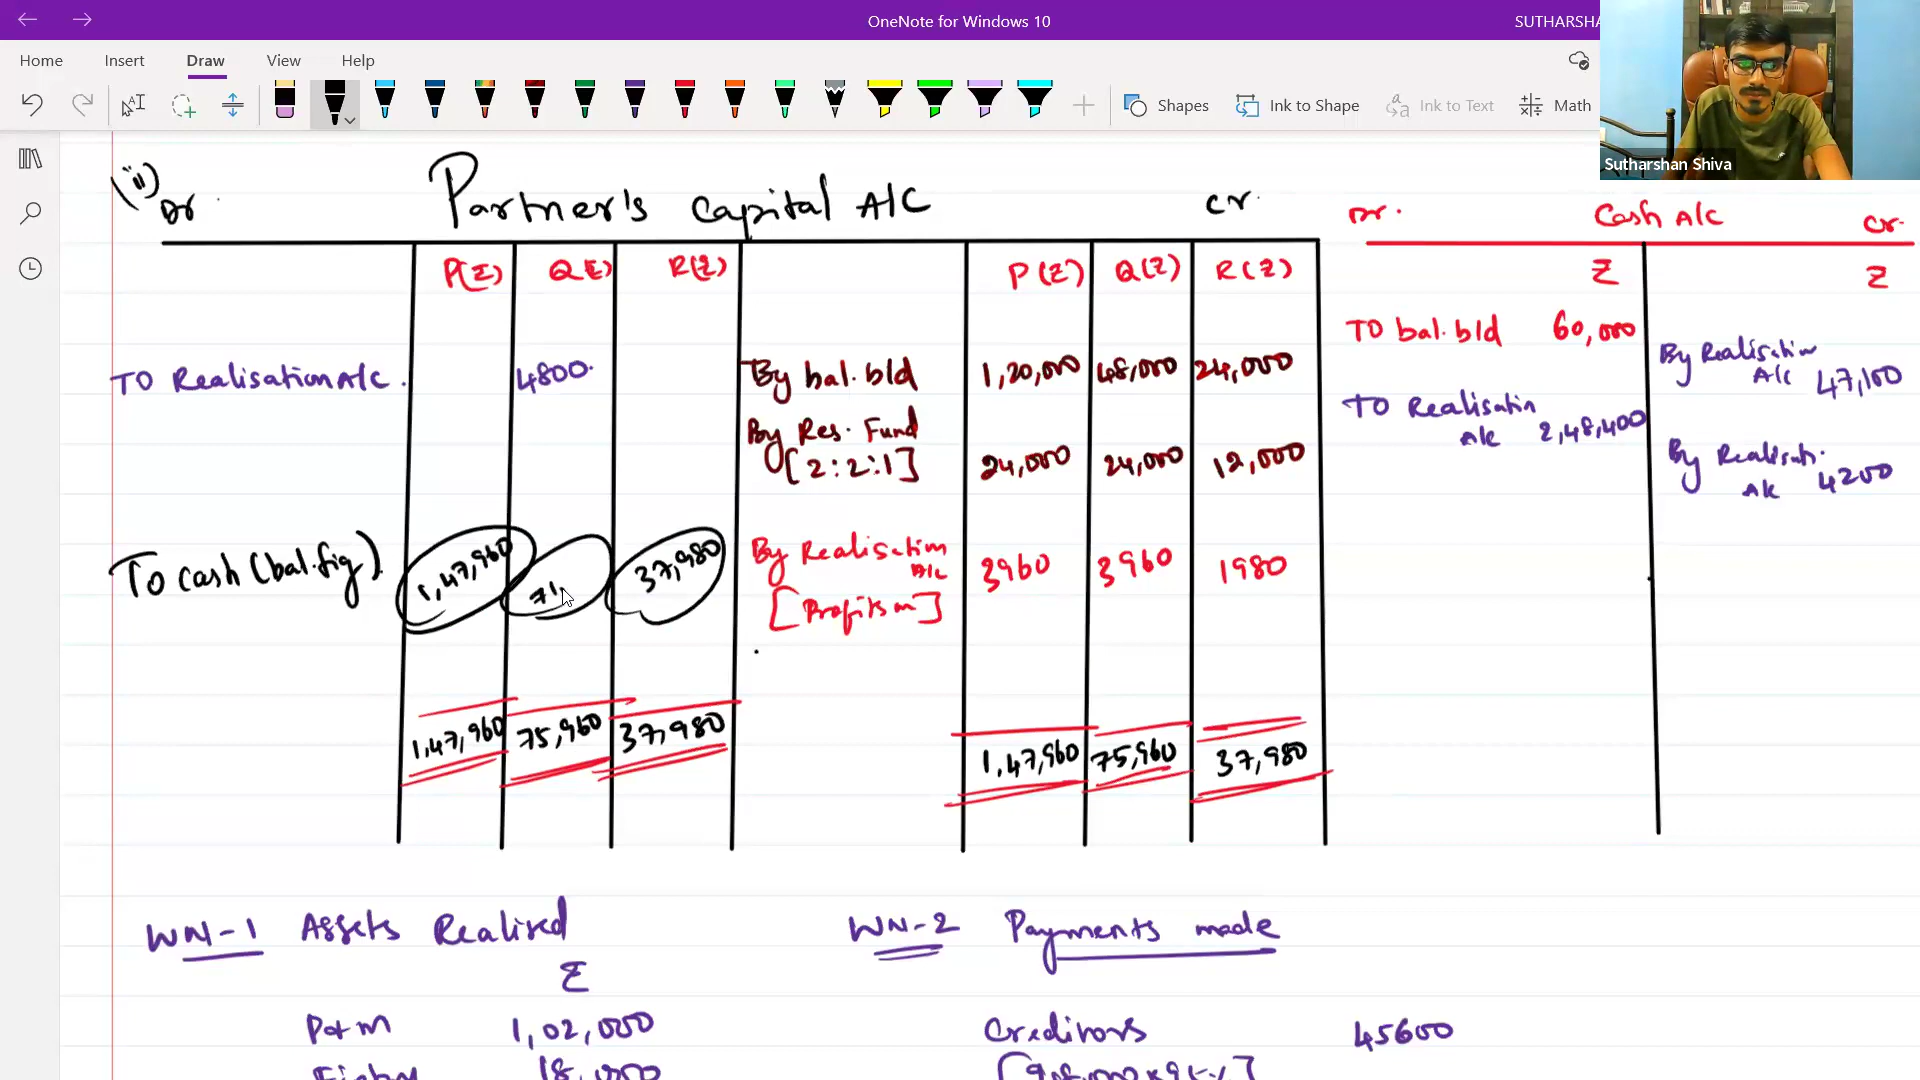 OneNote for Windows 10
SUTHARSHA
Home Insert Draw View Help
Shapes Ink to Shape Ink to Text Math
Sutharshan Shiva
(ii) Dr. Partner's Capital A/C Cr.
P(₹) Q(₹) R(₹) P(₹) Q(₹) R(₹)
TO Realisation A/c. 4800. By bal. b/d 1,20,000 48,000 24,000
By Res. Fund
[2:2:1] 24,000 24,000 12,000
To cash (bal.fig) 1,47,960 71, 37,980 By Realisation A/c 3960 3960 1980
[Profit on]
1,47,960 75,960 37,980 1,47,960 75,960 37,980
Dr. Cash A/C Cr.
₹ ₹
TO bal. b/d 60,000 By Realisation
A/c 47,100
TO Realisatin
A/c 2,48,400 By Realisati.
A/c 4200
WN-1 Assets Realised WN-2 Payments made
₹
P+M 1,02,000 Creditors 45600
18,000